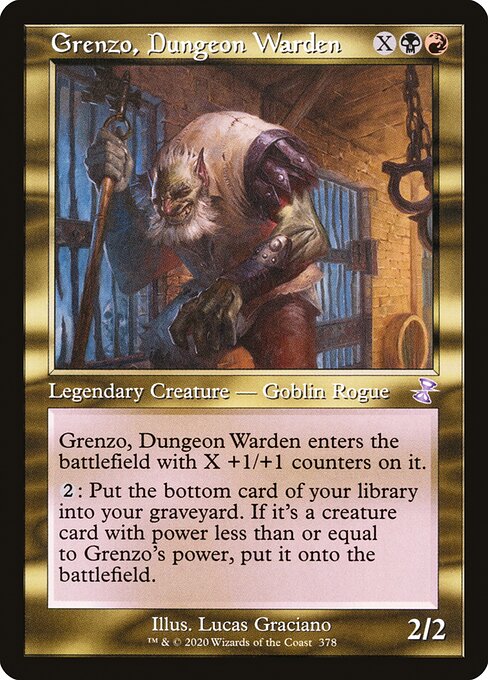 Grenzo, Dungeon Warden X
Legendary Creature — Goblin Rogue
Grenzo, Dungeon Warden enters the
battlefield with X +1/+1 counters on it.
2: Put the bottom card of your library
into your graveyard. If it's a creature
card with power less than or equal
to Grenzo's power, put it onto the
battlefield.
Illus. Lucas Graciano
™ & © 2020 Wizards of the Coast 378
2/2